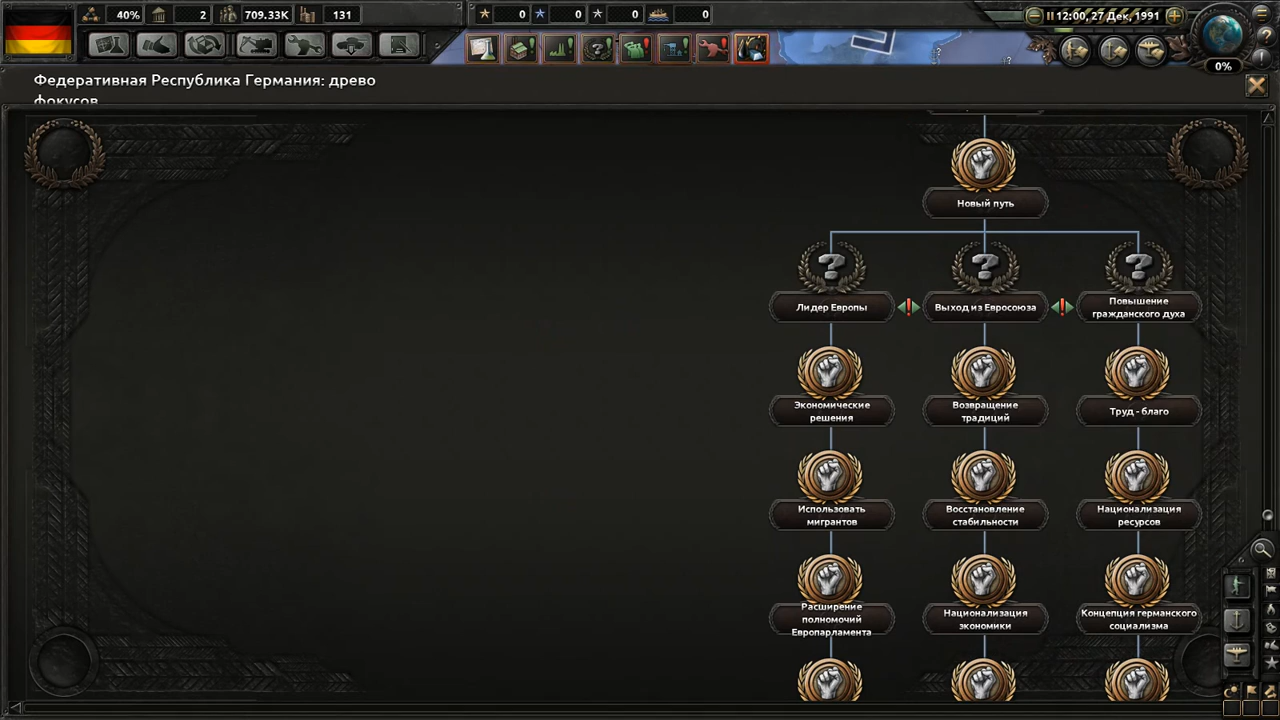 40%
2
709.33K
131
0
0
0
0
12:00, 27 Дек, 1991
0%
Федеративная Республика Германия: древо
фокусов
Новый путь
Лидер Европы
Выход из Евросоюза
Повышение
гражданского духа
Экономические
решения
Возвращение
традиций
Труд - благо
Использовать
мигрантов
Восстановление
стабильности
Национализация
ресурсов
Расширение
полномочий
Европарламента
Национализация
экономики
Концепция германского
социализма